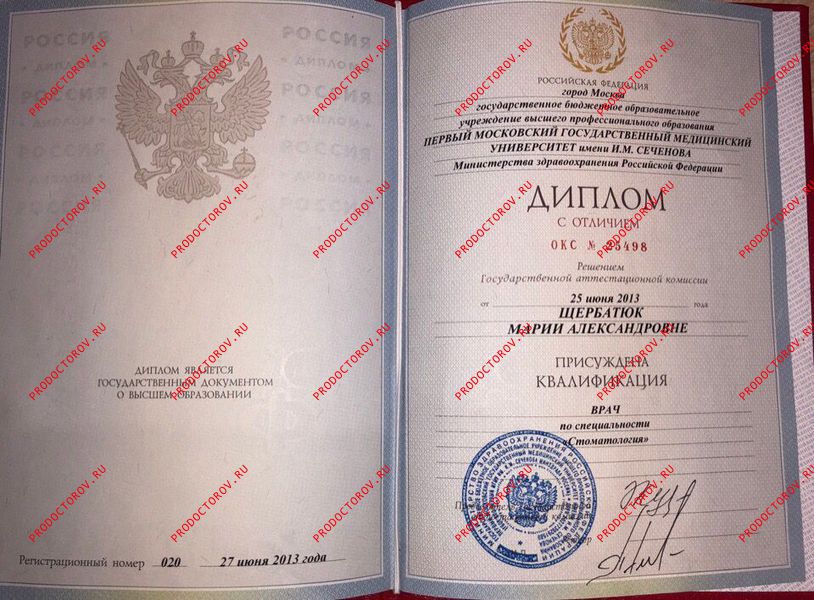 ДИПЛОМ ЯВЛЯЕТСЯ
ГОСУДАРСТВЕННЫМ ДОКУМЕНТОМ
О ВЫСШЕМ ОБРАЗОВАНИИ
Регистрационный номер 020 27 июня 2013 года
РОССИЙСКАЯ ФЕДЕРАЦИЯ
город Москва
государственное бюджетное образовательное
учреждение высшего профессионального образования
ПЕРВЫЙ МОСКОВСКИЙ ГОСУДАРСТВЕННЫЙ МЕДИЦИНСКИЙ
УНИВЕРСИТЕТ имени И.М. СЕЧЕНОВА
Министерства здравоохранения Российской Федерации
ДИПЛОМ
С ОТЛИЧИЕМ
ОКС № 5498
Решением
Государственной аттестационной комиссии
от 25 июня 2013 года
ЩЕРБАТЮК
МАРИИ АЛЕКСАНДРОВНЕ
ПРИСУЖДЕНА
КВАЛИФИКАЦИЯ
ВРАЧ
по специальности
«Стоматология»
PRODOCTOROV.RU